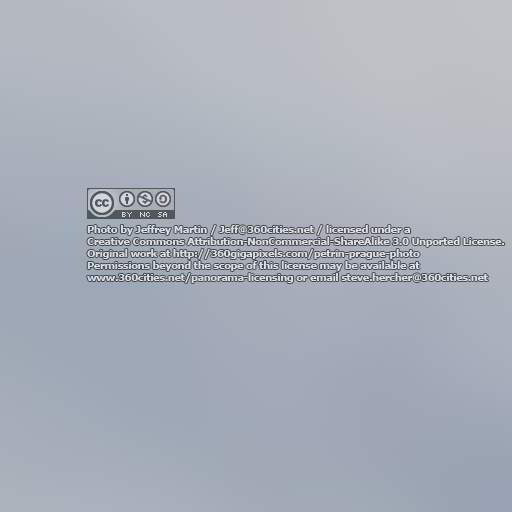 cc
BY NC SA
Photo by Jeffrey Martin / Jeff@360cities.net / licensed under a
Creative Commons Attribution-NonCommercial-ShareAlike 3.0 Unported License.
Original work at http://360gigapixels.com/petrin-prague-photo
Permissions beyond the scope of this license may be available at
www.360cities.net/panorama-licensing or email steve.hercher@360cities.net